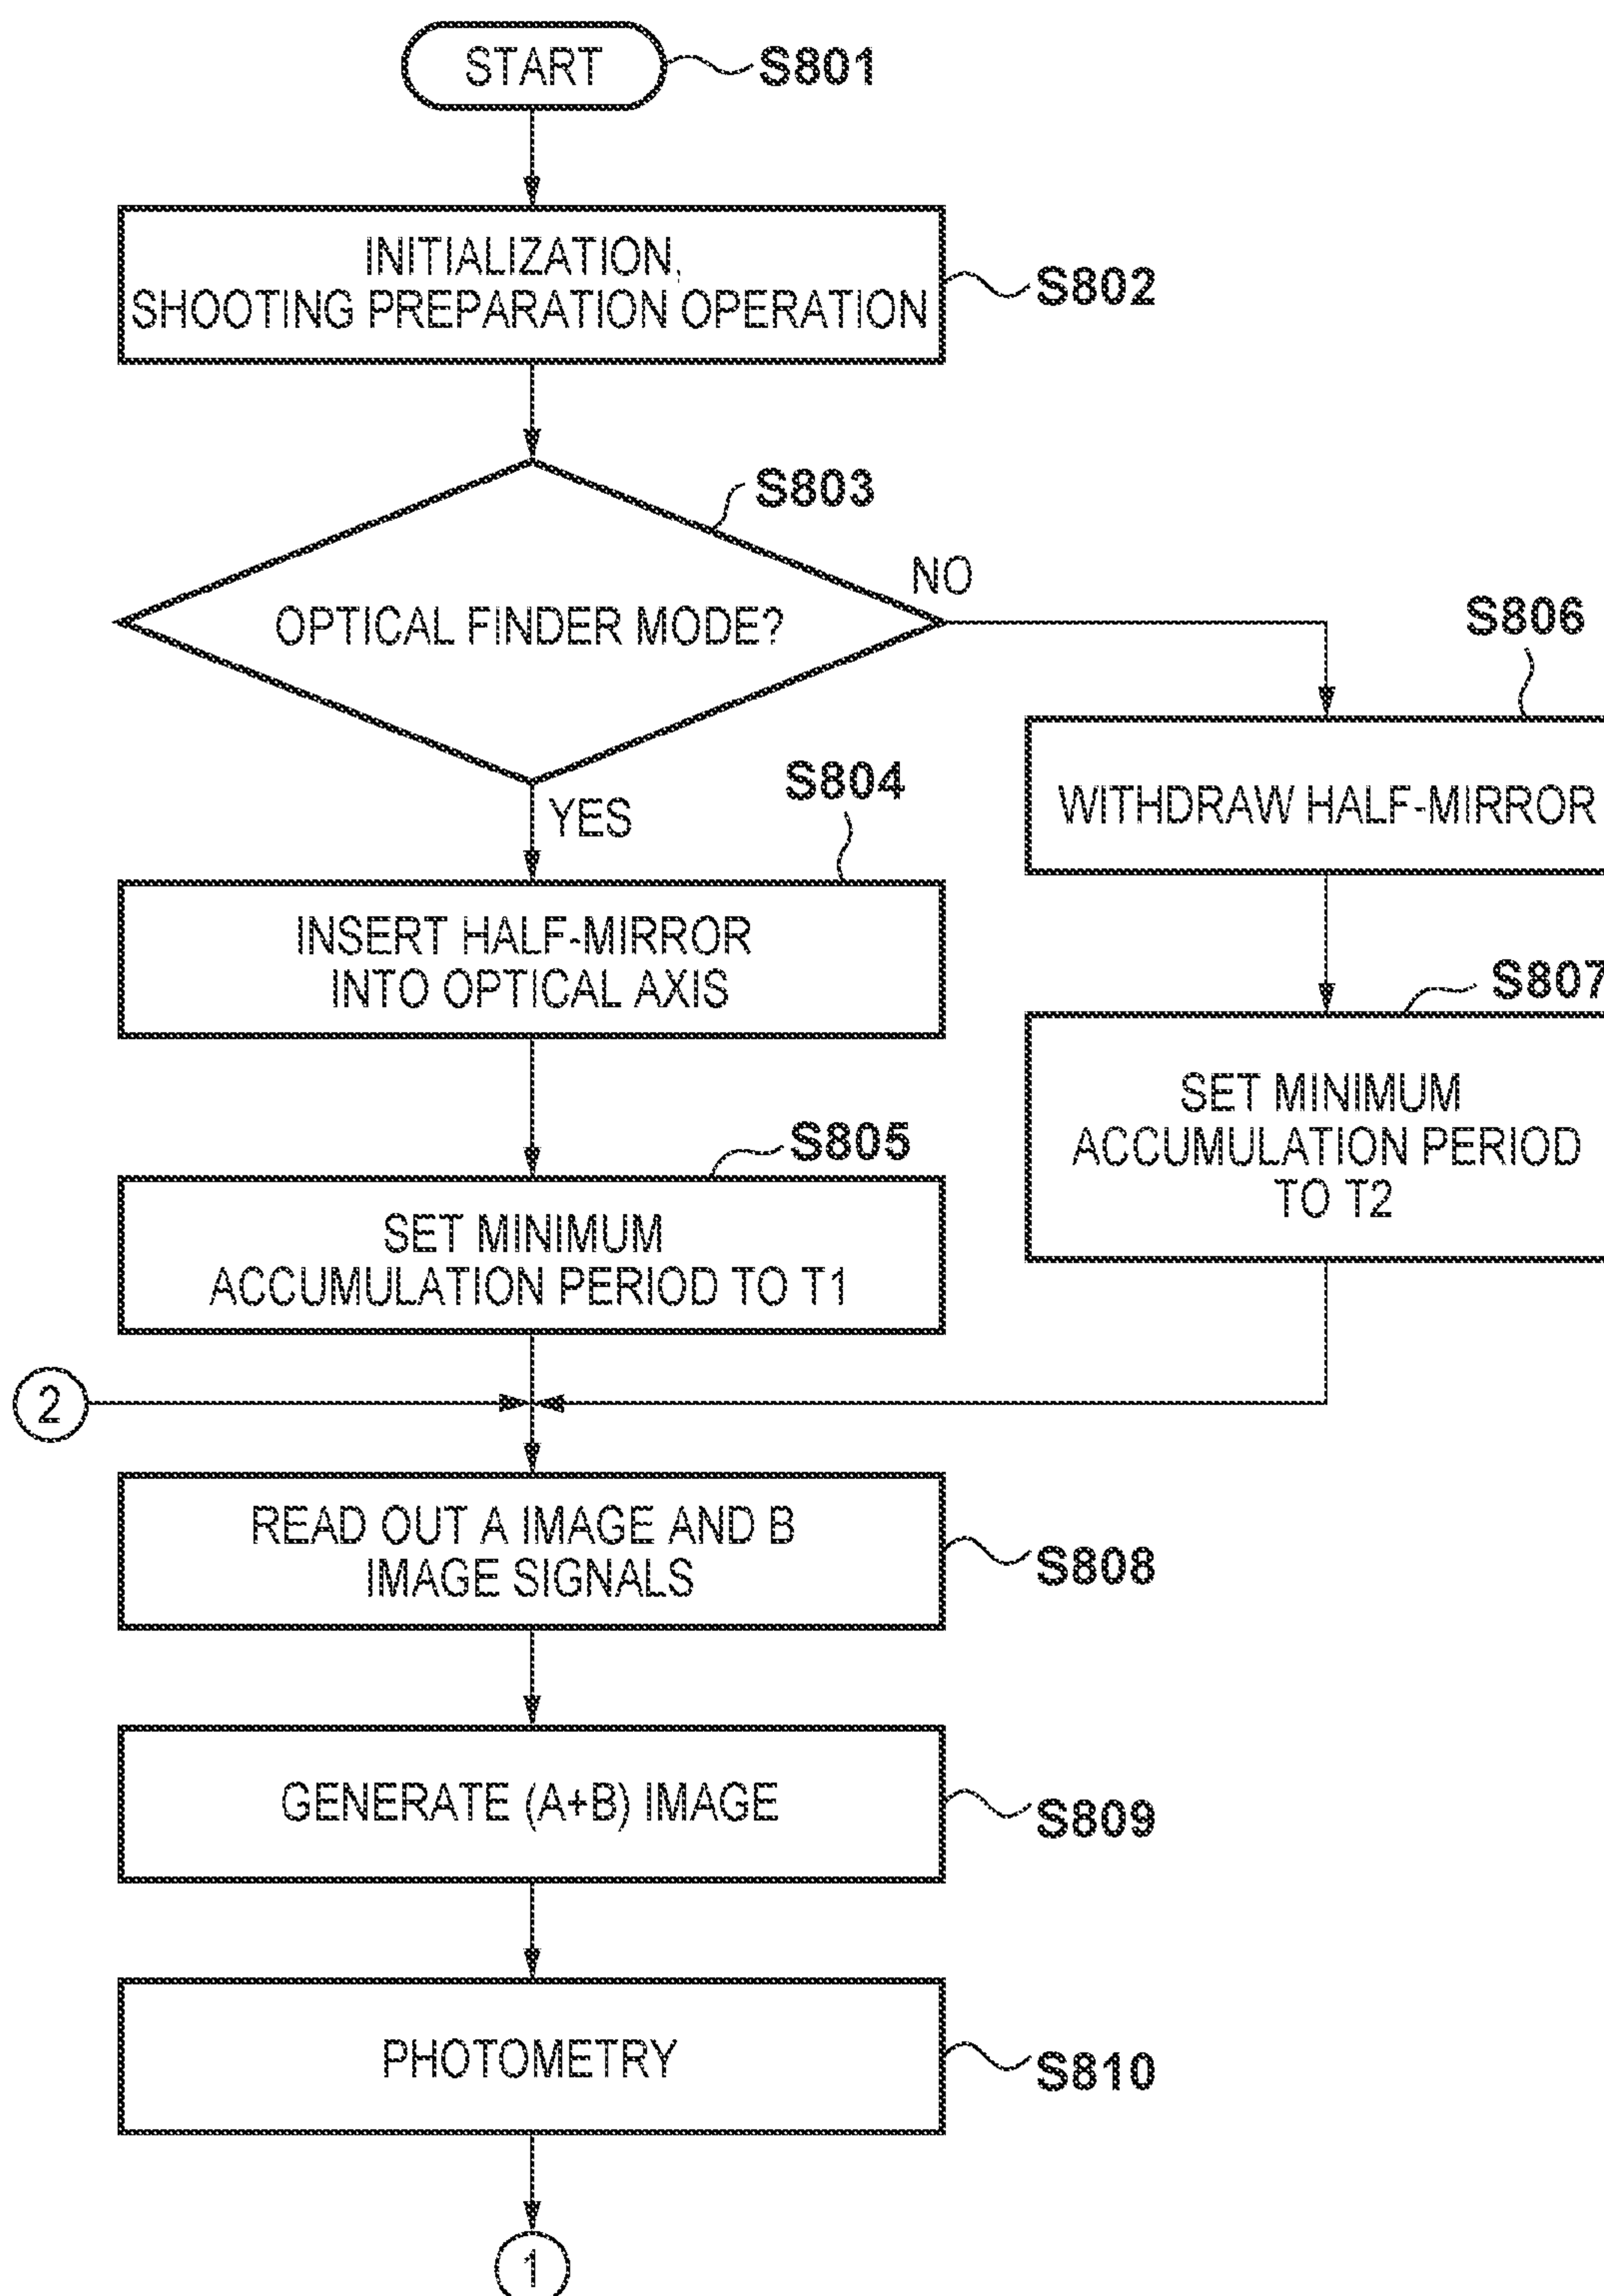 START
S801
INITIALIZATION,
SHOOTING PREPARATION OPERATION
S802
S803
OPTICAL FINDER MODE?
NO
YES
S804
INSERT HALF-MIRROR
INTO OPTICAL AXIS
S805
SET MINIMUM
ACCUMULATION PERIOD TO T1
S806
WITHDRAW HALF-MIRROR
S807
SET MINIMUM
ACCUMULATION PERIOD
TO T2
2
READ OUT A IMAGE AND B
IMAGE SIGNALS
S808
GENERATE (A+B) IMAGE
S809
PHOTOMETRY
S810
1